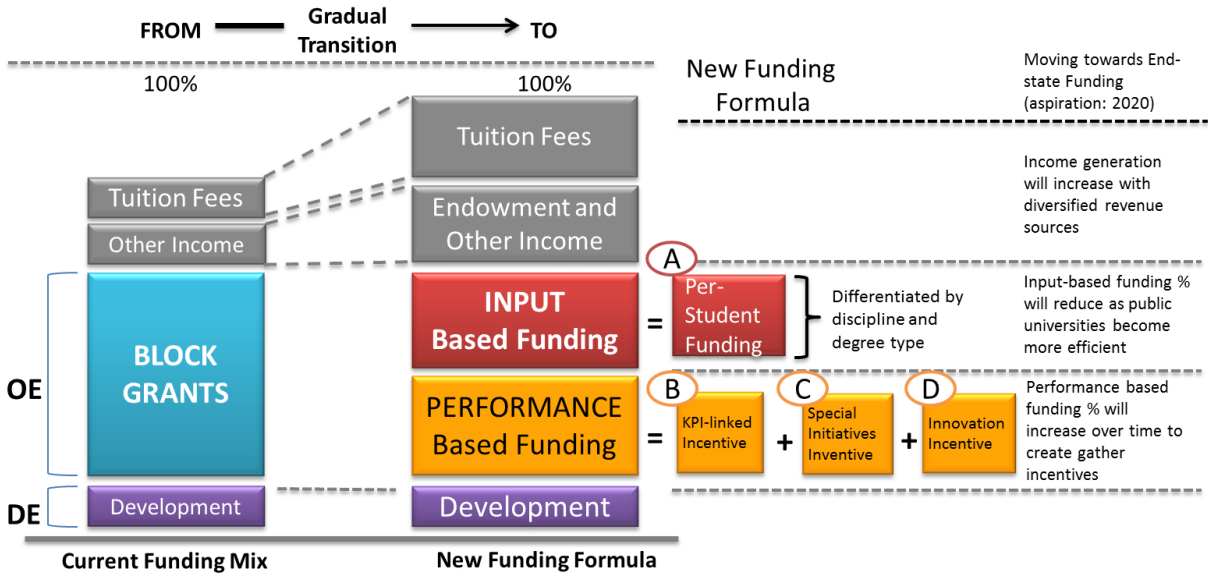 FROM
Gradual
Transition
TO
100%
100%
New Funding
Formula
Moving towards End-
state Funding
(aspiration: 2020)
Tuition Fees
Tuition Fees
Other Income
Endowment and
Other Income
Income generation
will increase with
diversified revenue
sources
OE
BLOCK
GRANTS
INPUT
Based Funding
=
A
Per-
Student
Funding
Differentiated by
discipline and
degree type
Input-based funding %
will reduce as public
universities become
more efficient
PERFORMANCE
Based Funding
=
B
KPI-linked
Incentive
+
C
Special
Initiatives
Inventive
+
D
Innovation
Incentive
Performance based
funding % will
increase over time to
create gather
incentives
DE
Development
Development
Current Funding Mix
New Funding Formula